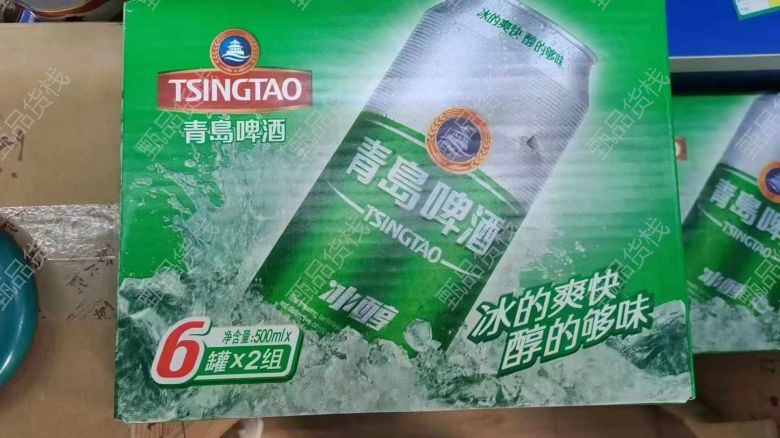 TSINGTAO
青島啤酒
冰的爽快 醇的够味
青島啤酒
TSINGTAO
冰醇
冰的爽快
醇的够味
净含量:500mlx
6罐x2组
青島啤酒
TSINGTAO
冰醇
甄品货栈